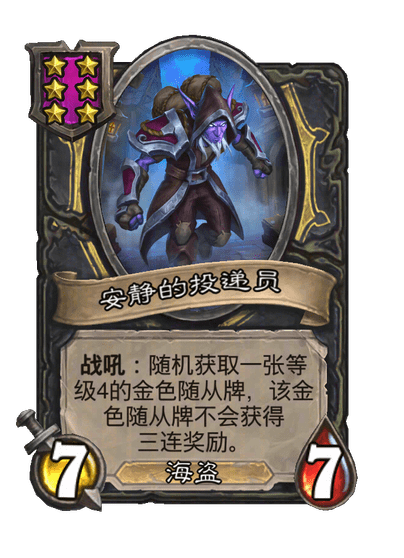 安静的投递员
战吼：随机获取一张等
级4的金色随从牌，该金
色随从牌不会获得
三连奖励。
7
海盗
7